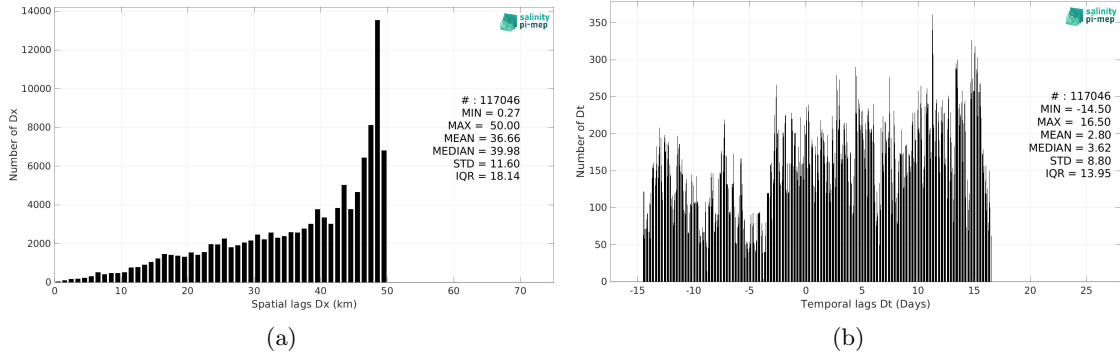 14000
12000
10000
8000
6000
4000
2000
0
Number of Dx
salinity
pi-mep
# : 117046
MIN = 0.27
MAX = 50.00
MEAN = 36.66
MEDIAN = 39.98
STD = 11.60
IQR = 18.14
0 10 20 30 40 50 60 70
Spatial lags Dx (km)
(a)
350
300
250
200
150
100
50
0
Number of Dt
salinity
pi-mep
# : 117046
MIN = -14.50
MAX = 16.50
MEAN = 2.80
MEDIAN = 3.62
STD = 8.80
IQR = 13.95
-15 -10 -5 0 5 10 15 20 25
Temporal lags Dt (Days)
(b)